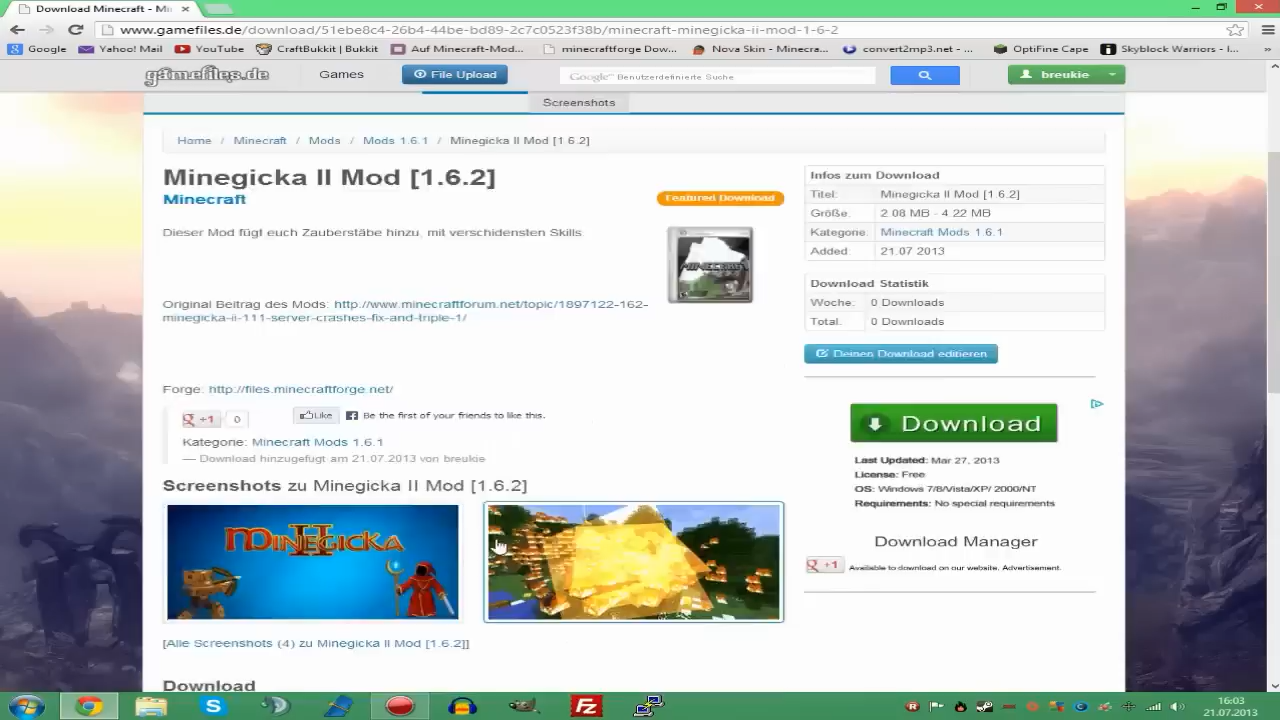 Download Minecraft - Mi
www.gamefiles.de/download/51ebe8c4-26b4-44be-bd89-2c7c0523f38b/minecraft-minegicka-ii-mod-1-6-2
Google Yahoo! Mail YouTube CraftBukkit | Bukkit Auf Minecraft-Mod... minecraftforge Dow... Nova Skin - Minecra... convert2mp3.net - ... OptiFine Cape Skyblock Warriors - I...
gamefiles.de Games File Upload Google Benutzerdefinierte Suche breukie
Screenshots
Home / Minecraft / Mods / Mods 1.6.1 / Minegicka II Mod [1.6.2]
Minegicka II Mod [1.6.2]
Minecraft
Featured Download
Dieser Mod fügt euch Zauberstäbe hinzu, mit verschidensten Skills.
MINECRAFT
Original Beitrag des Mods: http://www.minecraftforum.net/topic/1897122-162-
minegicka-ii-111-server-crashes-fix-and-triple-1/
Forge: http://files.minecraftforge.net/
+1 0 Like Be the first of your friends to like this.
Kategorie: Minecraft Mods 1.6.1
— Download hinzugefügt am 21.07.2013 von breukie
Screenshots zu Minegicka II Mod [1.6.2]
MINEGICKA
II
[Alle Screenshots (4) zu Minegicka II Mod [1.6.2]]
Download
Infos zum Download
Titel: Minegicka II Mod [1.6.2]
Größe: 2.08 MB - 4.22 MB
Kategorie: Minecraft Mods 1.6.1
Added: 21.07.2013
Download Statistik
Woche: 0 Downloads
Total: 0 Downloads
Deinen Download editieren
Download
Last Updated: Mar 27, 2013
License: Free
OS: Windows 7/8/Vista/XP/ 2000/NT
Requirements: No special requirements
Download Manager
+1 Available to download on our website. Advertisement.
16:03
21.07.2013